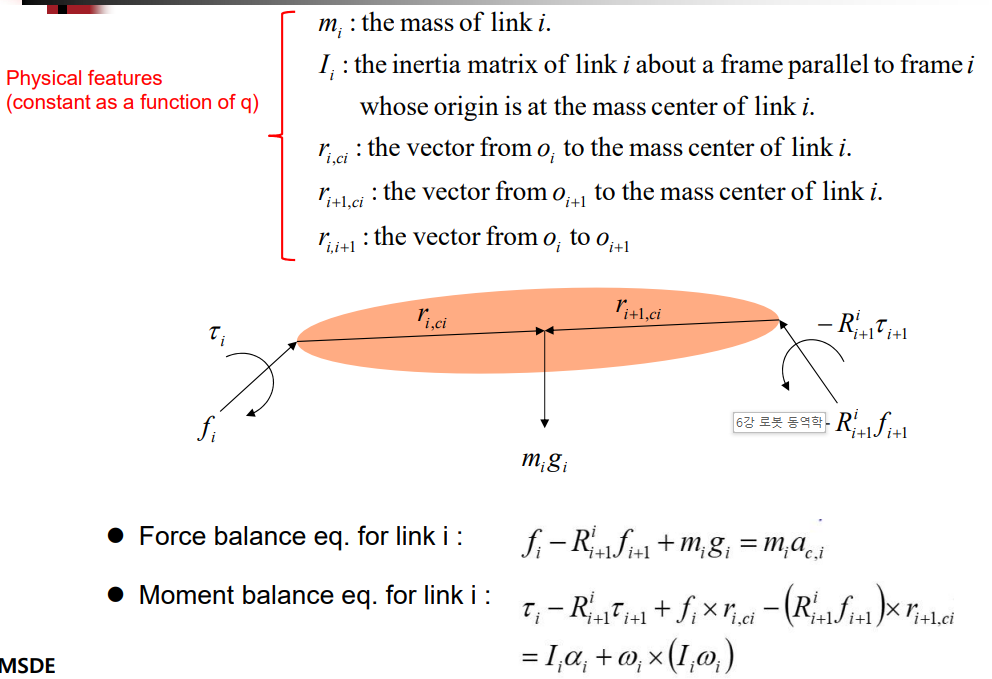 m_i : the mass of link i.
Physical features
(constant as a function of q)
I_i : the inertia matrix of link i about a frame parallel to frame i
whose origin is at the mass center of link i.
r_{i,ci} : the vector from o_i to the mass center of link i.
r_{i+1,ci} : the vector from o_{i+1} to the mass center of link i.
r_{i,i+1} : the vector from o_i to o_{i+1}
τ_i
r_{i,ci}
r_{i+1,ci}
− R^i_{i+1} τ_{i+1}
f_i
6강 로봇 동역학
- R^i_{i+1} f_{i+1}
m_i g_i
● Force balance eq. for link i : f_i − R^i_{i+1} f_{i+1} + m_i g_i = m_i a_{c,i}
● Moment balance eq. for link i : τ_i − R^i_{i+1} τ_{i+1} + f_i × r_{i,ci} − (R^i_{i+1} f_{i+1}) × r_{i+1,ci}
= I_i α_i + ω_i × (I_i ω_i)
MSDE